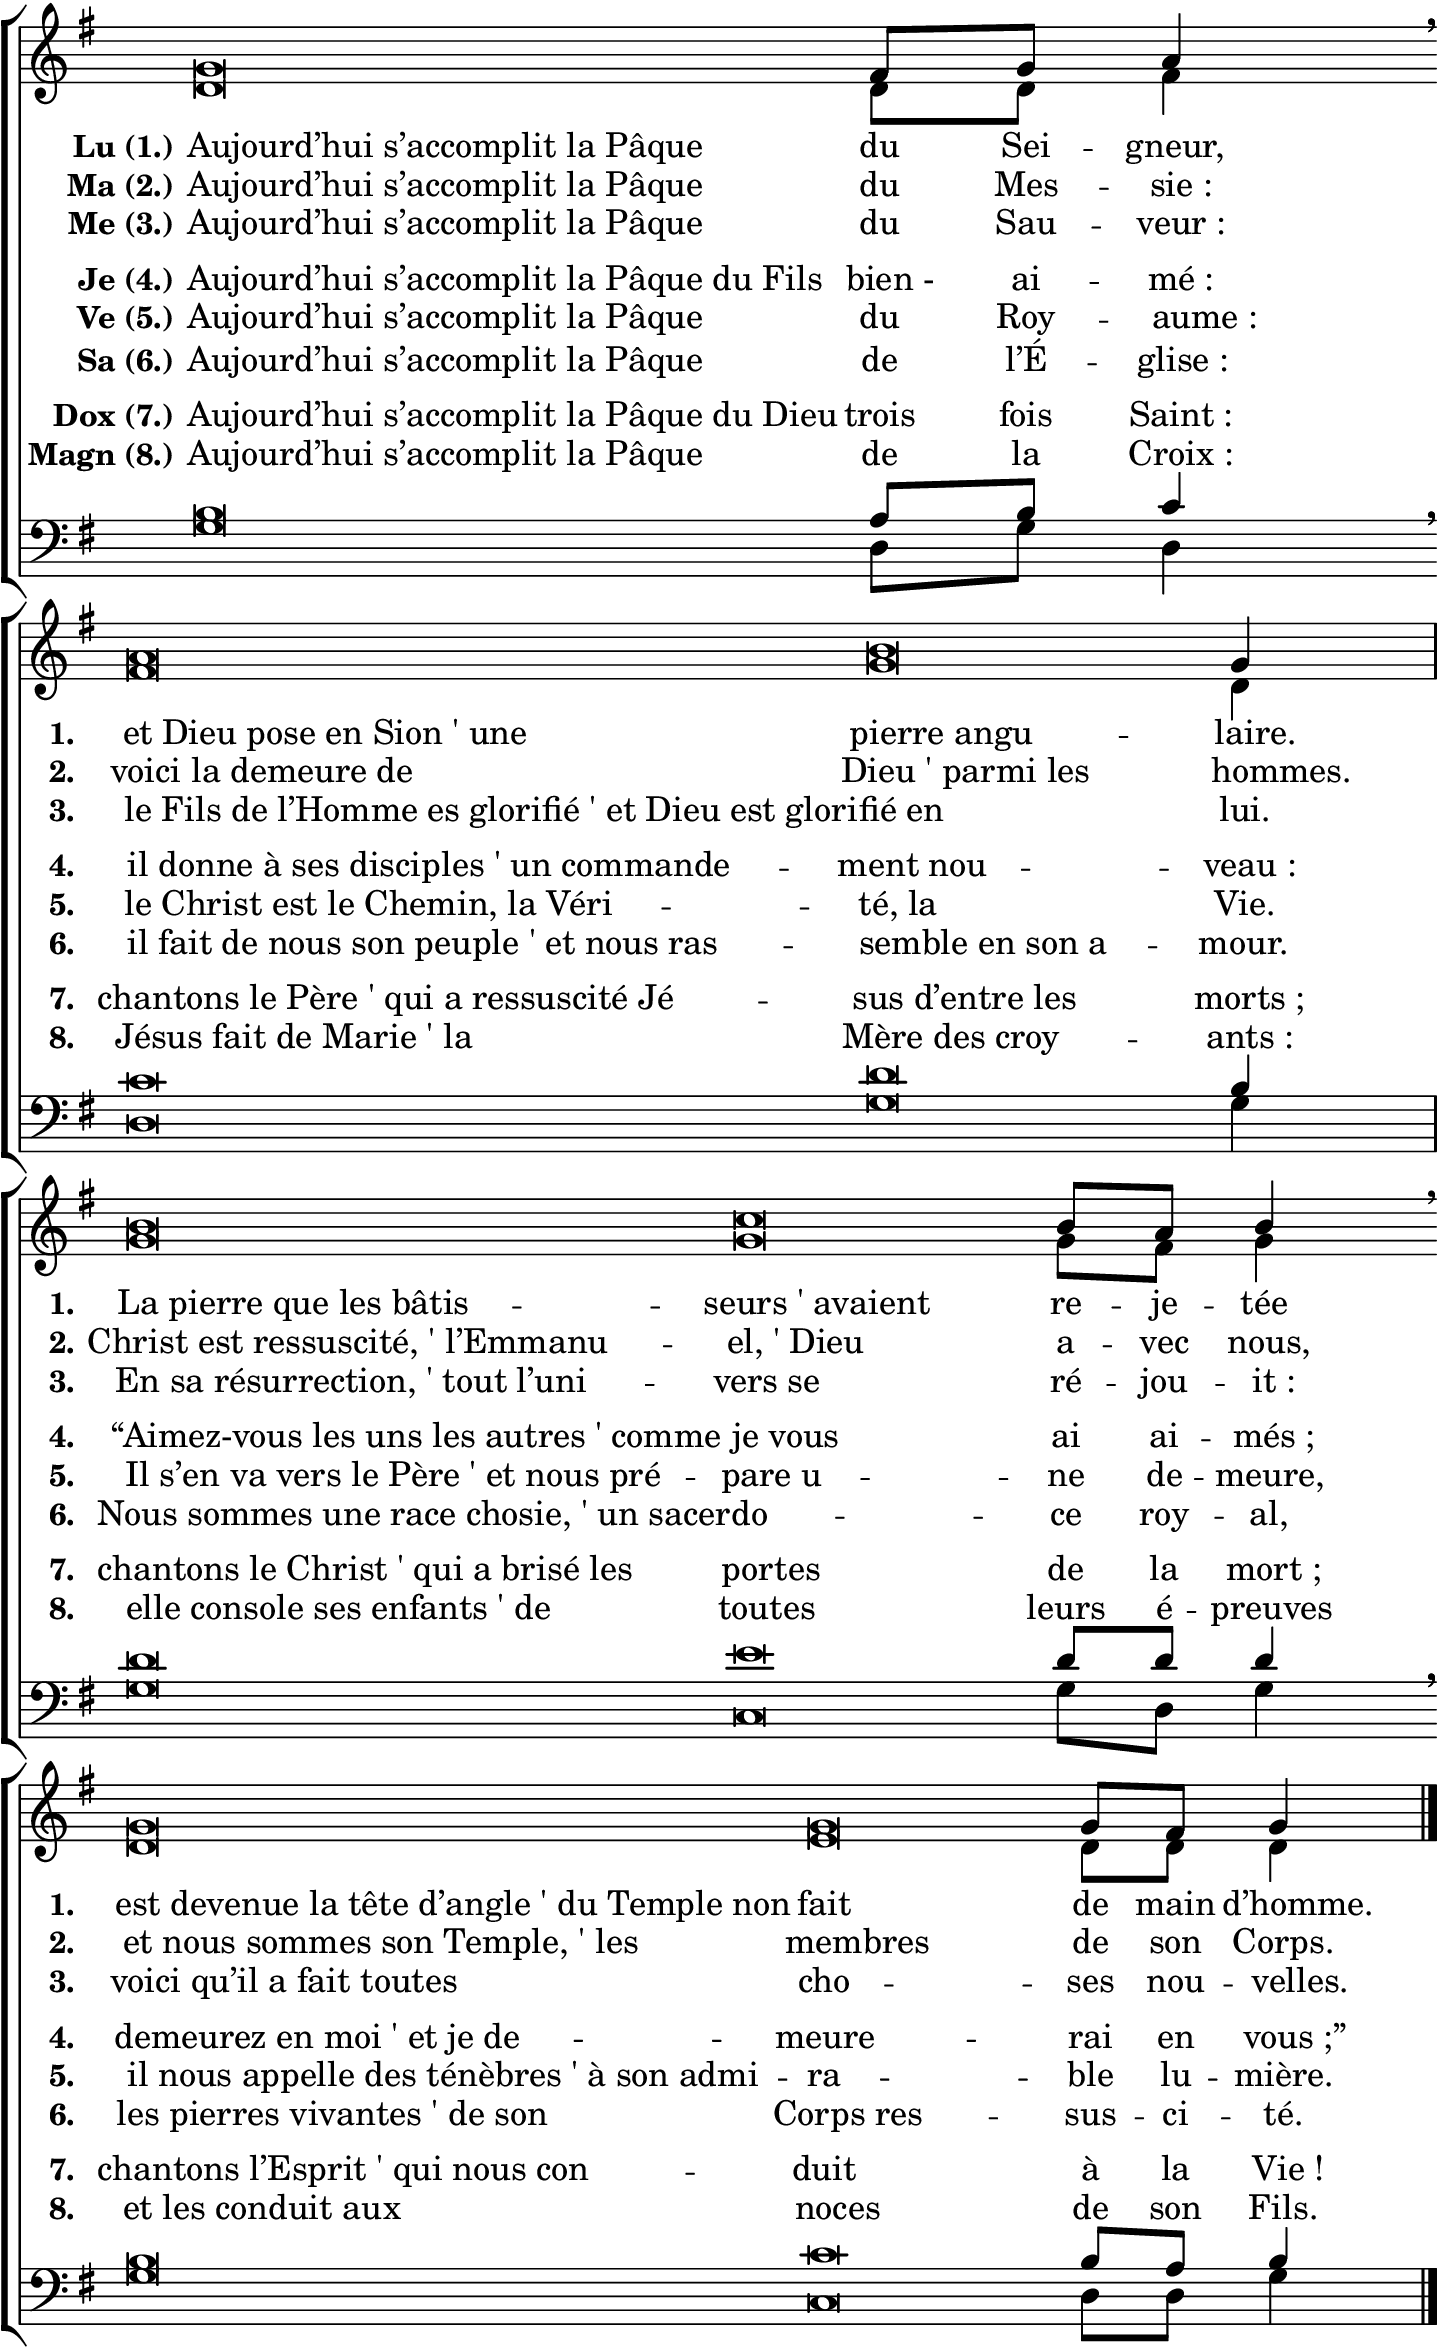 Lu (1.) Aujourd’hui s’accomplit la Pâque du Sei -- gneur,
Ma (2.) Aujourd’hui s’accomplit la Pâque du Mes -- sie :
Me (3.) Aujourd’hui s’accomplit la Pâque du Sau -- veur :
Je (4.) Aujourd’hui s’accomplit la Pâque du Fils bien - ai -- mé :
Ve (5.) Aujourd’hui s’accomplit la Pâque du Roy -- aume :
Sa (6.) Aujourd’hui s’accomplit la Pâque de l’É -- glise :
Dox (7.) Aujourd’hui s’accomplit la Pâque du Dieu trois fois Saint :
Magn (8.) Aujourd’hui s’accomplit la Pâque de la Croix :
1. et Dieu pose en Sion ' une pierre angu -- laire.
2. voici la demeure de Dieu ' parmi les hommes.
3. le Fils de l’Homme es glorifié ' et Dieu est glorifié en lui.
4. il donne à ses disciples ' un commande -- ment nou -- veau :
5. le Christ est le Chemin, la Véri -- té, la Vie.
6. il fait de nous son peuple ' et nous ras -- semble en son a -- mour.
7. chantons le Père ' qui a ressuscité Jé -- sus d’entre les morts ;
8. Jésus fait de Marie ' la Mère des croy -- ants :
1. La pierre que les bâtis -- seurs ' avaient re -- je -- tée
2. Christ est ressuscité, ' l’Emmanu -- el, ' Dieu a -- vec nous,
3. En sa résurrection, ' tout l’uni -- vers se ré -- jou -- it :
4. “Aimez-vous les uns les autres ' comme je vous ai ai -- més ;
5. Il s’en va vers le Père ' et nous pré -- pare u -- ne de -- meure,
6. Nous sommes une race chosie, ' un sacerdo -- ce roy -- al,
7. chantons le Christ ' qui a brisé les portes de la mort ;
8. elle console ses enfants ' de toutes leurs é -- preuves
1. est devenue la tête d’angle ' du Temple non fait de main d’homme.
2. et nous sommes son Temple, ' les membres de son Corps.
3. voici qu’il a fait toutes cho -- ses nou -- velles.
4. demeurez en moi ' et je de -- meure -- rai en vous ;”
5. il nous appelle des ténèbres ' à son admi -- ra -- ble lu -- mière.
6. les pierres vivantes ' de son Corps res -- sus -- ci -- té.
7. chantons l’Esprit ' qui nous con -- duit à la Vie !
8. et les conduit aux noces de son Fils.